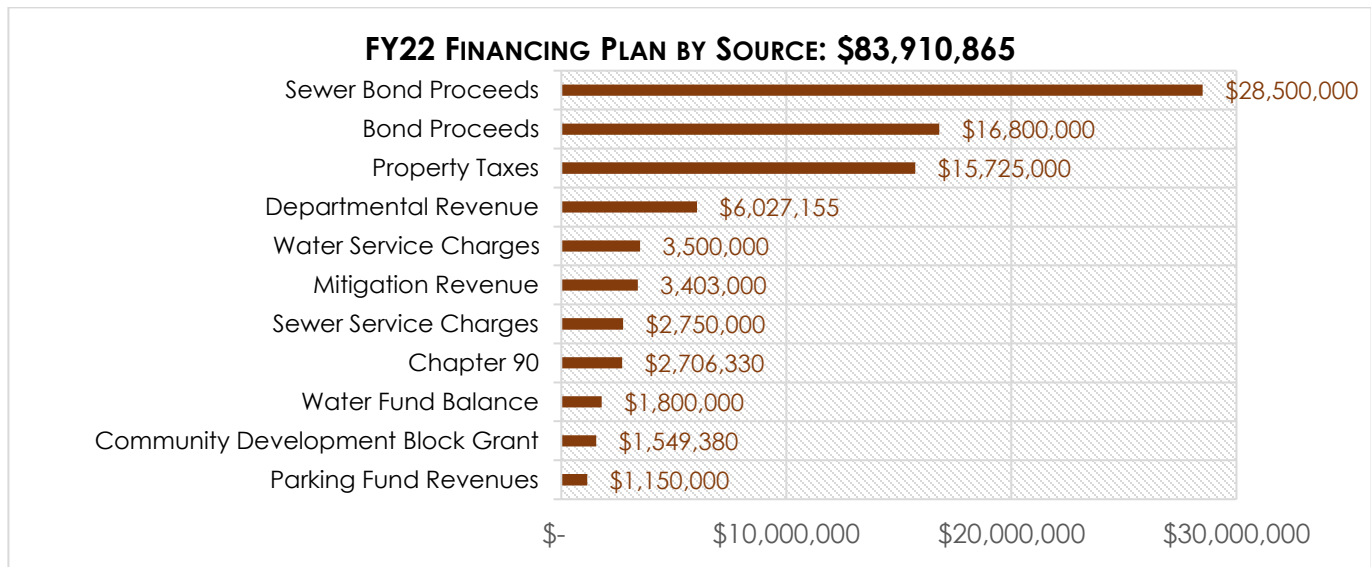 FY22 FINANCING PLAN BY SOURCE: $83,910,865
Sewer Bond Proceeds $28,500,000
Bond Proceeds $16,800,000
Property Taxes $15,725,000
Departmental Revenue $6,027,155
Water Service Charges 3,500,000
Mitigation Revenue 3,403,000
Sewer Service Charges $2,750,000
Chapter 90 $2,706,330
Water Fund Balance $1,800,000
Community Development Block Grant $1,549,380
Parking Fund Revenues $1,150,000
$- $10,000,000 $20,000,000 $30,000,000